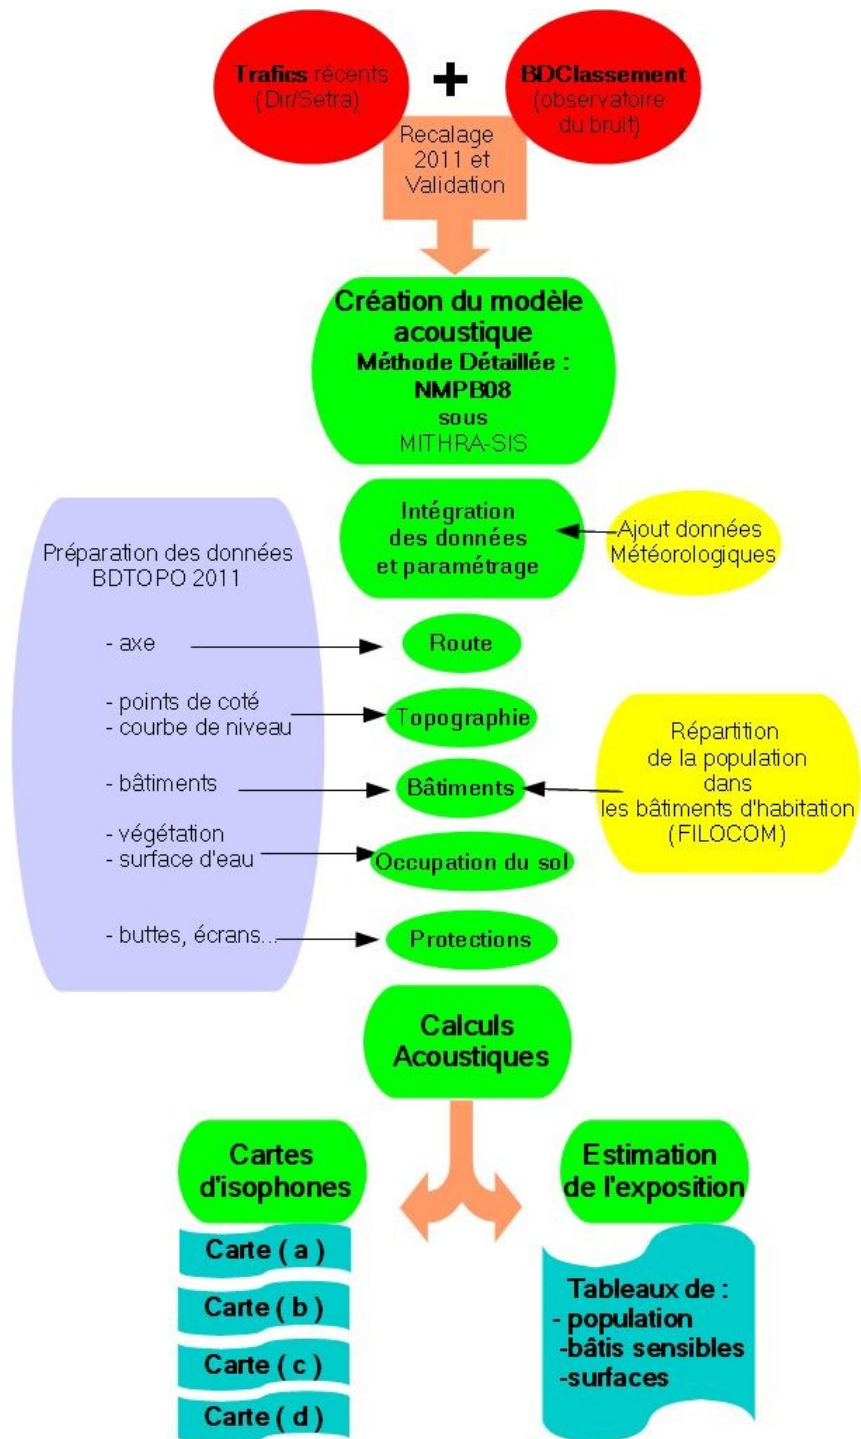 Trafics récents
(Dir/Setra)
+
BDClassement
(observatoire
du bruit)
Recalage
2011 et
Validation
Création du modèle
acoustique
Méthode Détaillée :
NMPB08
sous
MITHRA-SIS
Intégration
des données
et paramétrage
Ajout données
Météorologiques
Préparation des données
BDTOPO 2011
- axe
Route
- points de coté
- courbe de niveau
Topographie
- bâtiments
Bâtiments
Répartition
de la population
dans
les bâtiments d'habitation
(FILOCOM)
- végétation
- surface d'eau
Occupation du sol
- buttes, écrans...
Protections
Calculs
Acoustiques
Cartes
d'isophones
Carte ( a )
Carte ( b )
Carte ( c )
Carte ( d )
Estimation
de l'exposition
Tableaux de :
- population
-bâtis sensibles
-surfaces